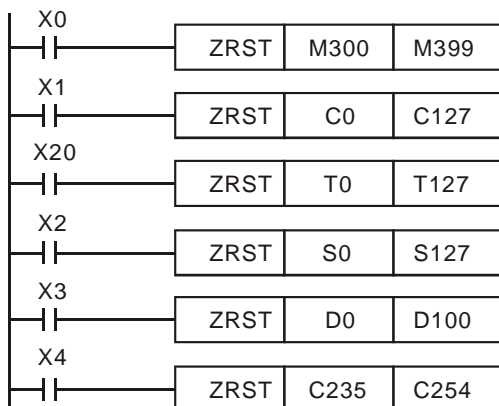 X0
ZRST M300 M399
X1
ZRST C0 C127
X20
ZRST T0 T127
X2
ZRST S0 S127
X3
ZRST D0 D100
X4
ZRST C235 C254